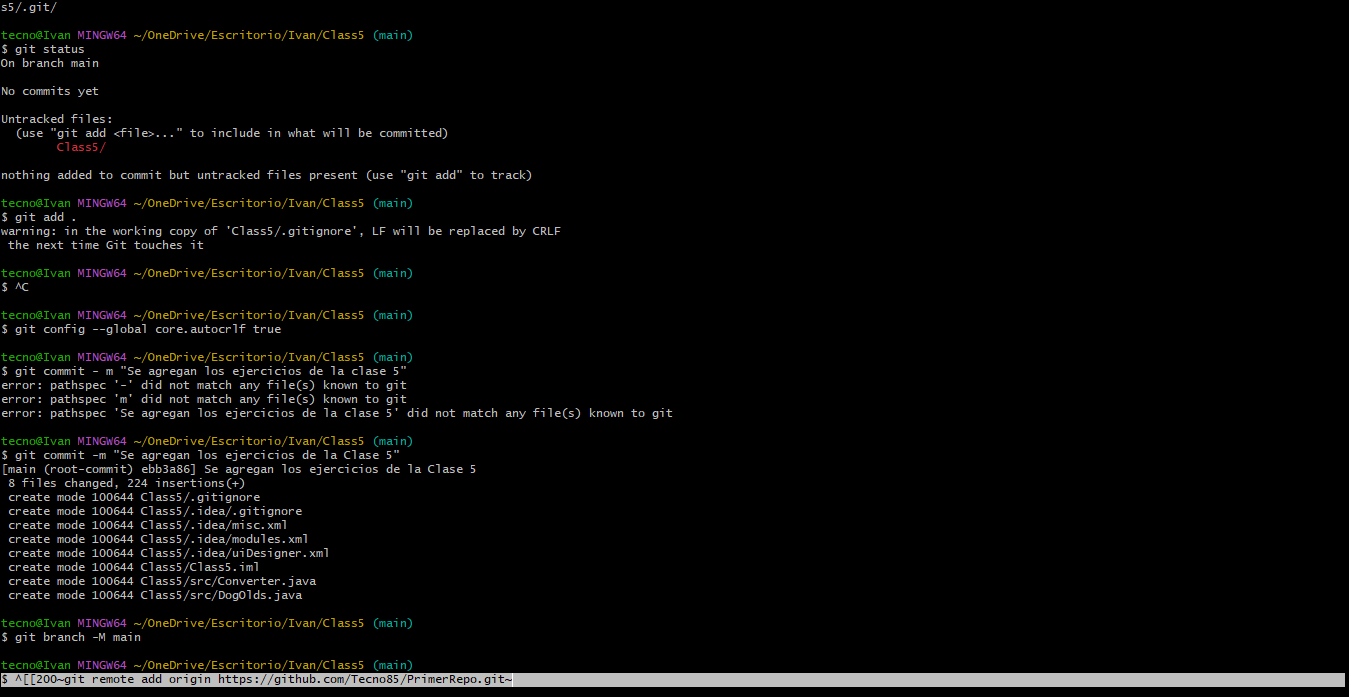 s5/.git/
tecno@Ivan MINGW64 ~/OneDrive/Escritorio/Ivan/Class5 (main)
$ git status
On branch main
No commits yet
Untracked files:
(use "git add <file>..." to include in what will be committed)
Class5/
nothing added to commit but untracked files present (use "git add" to track)
tecno@Ivan MINGW64 ~/OneDrive/Escritorio/Ivan/Class5 (main)
$ git add .
warning: in the working copy of 'Class5/.gitignore', LF will be replaced by CRLF
the next time Git touches it
tecno@Ivan MINGW64 ~/OneDrive/Escritorio/Ivan/Class5 (main)
$ ^C
tecno@Ivan MINGW64 ~/OneDrive/Escritorio/Ivan/Class5 (main)
$ git config --global core.autocrlf true
tecno@Ivan MINGW64 ~/OneDrive/Escritorio/Ivan/Class5 (main)
$ git commit - m "Se agregan los ejercicios de la clase 5"
error: pathspec '-' did not match any file(s) known to git
error: pathspec 'm' did not match any file(s) known to git
error: pathspec 'Se agregan los ejercicios de la clase 5' did not match any file(s) known to git
tecno@Ivan MINGW64 ~/OneDrive/Escritorio/Ivan/Class5 (main)
$ git commit -m "Se agregan los ejercicios de la Clase 5"
[main (root-commit) ebb3a86] Se agregan los ejercicios de la Clase 5
8 files changed, 224 insertions(+)
create mode 100644 Class5/.gitignore
create mode 100644 Class5/.idea/.gitignore
create mode 100644 Class5/.idea/misc.xml
create mode 100644 Class5/.idea/modules.xml
create mode 100644 Class5/.idea/uiDesigner.xml
create mode 100644 Class5/Class5.iml
create mode 100644 Class5/src/Converter.java
create mode 100644 Class5/src/DogOlds.java
tecno@Ivan MINGW64 ~/OneDrive/Escritorio/Ivan/Class5 (main)
$ git branch -M main
tecno@Ivan MINGW64 ~/OneDrive/Escritorio/Ivan/Class5 (main)
$ ^[[200~git remote add origin https://github.com/Tecno85/PrimerRepo.git~